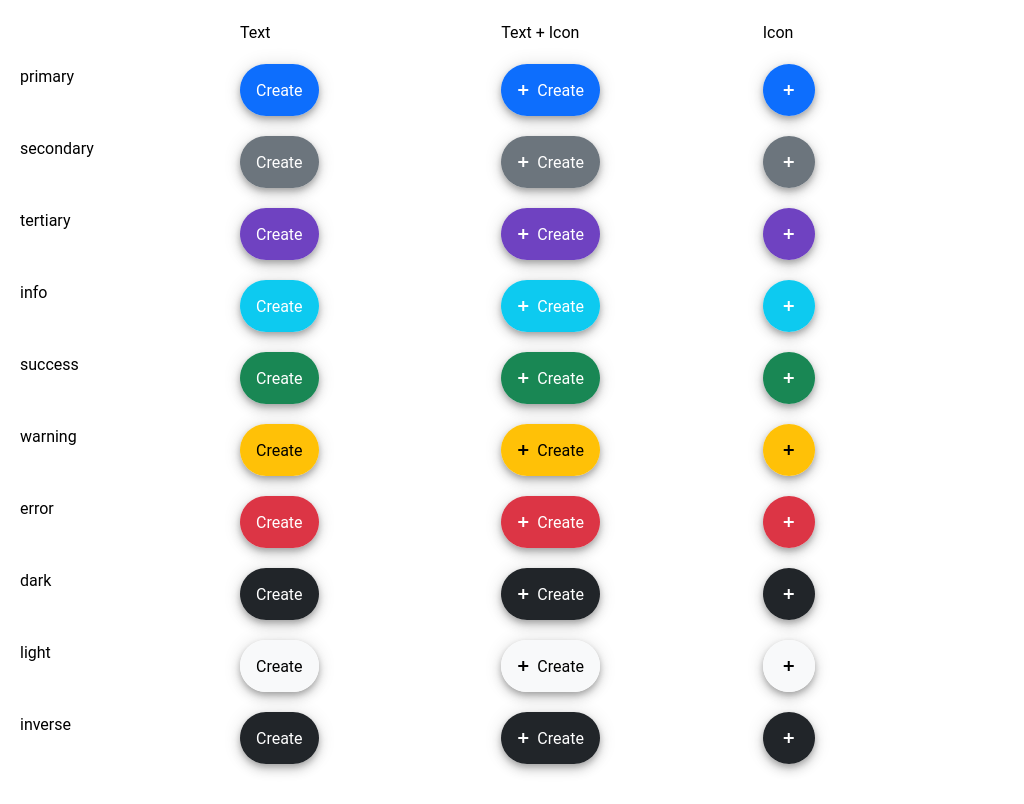 Text Text + Icon Icon
primary Create + Create +
secondary Create + Create +
tertiary Create + Create +
info Create + Create +
success Create + Create +
warning Create + Create +
error Create + Create +
dark Create + Create +
light Create + Create +
inverse Create + Create +